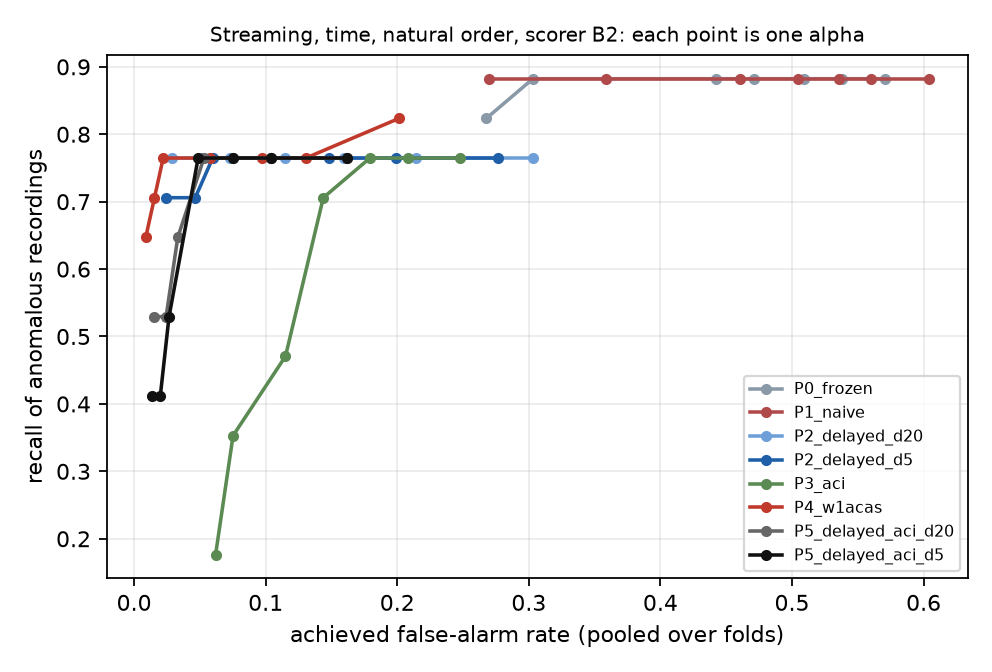 Streaming, time, natural order, scorer B2: each point is one alpha
recall of anomalous recordings
0.9
0.8
0.7
0.6
0.5
0.4
0.3
0.2
P0_frozen
P1_naive
P2_delayed_d20
P2_delayed_d5
P3_aci
P4_w1acas
P5_delayed_aci_d20
P5_delayed_aci_d5
0.0 0.1 0.2 0.3 0.4 0.5 0.6
achieved false-alarm rate (pooled over folds)